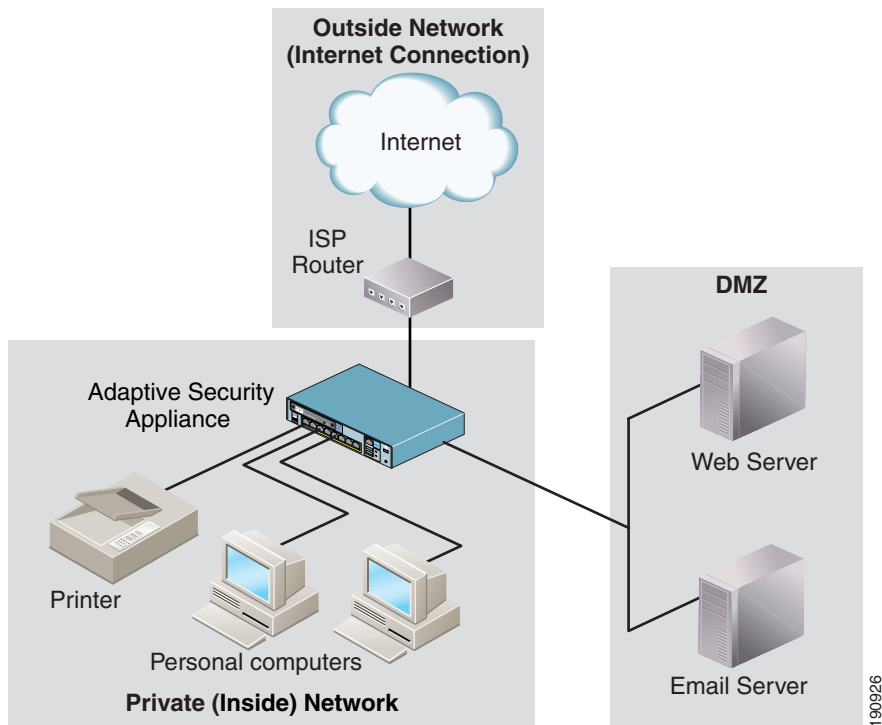 Outside Network
(Internet Connection)
Internet
ISP
Router
DMZ
Adaptive Security
Appliance
Web Server
Printer
Personal computers
Email Server
Private (Inside) Network
190926